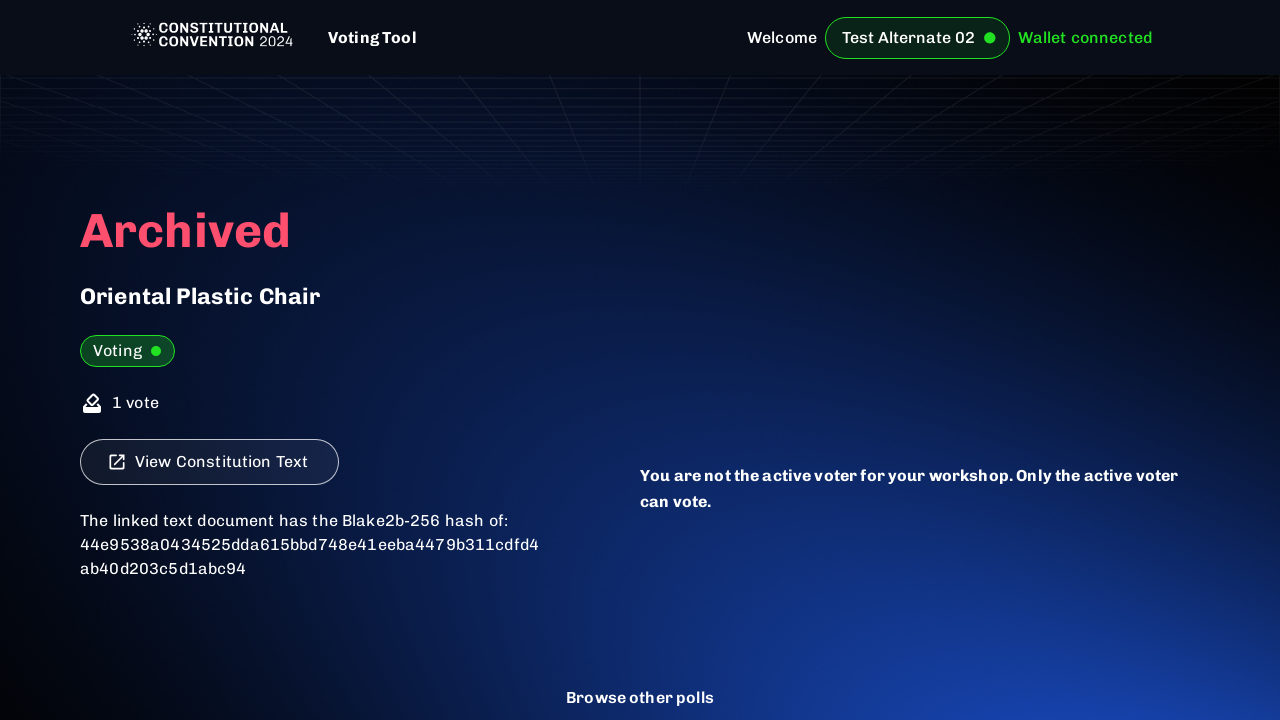 CONSTITUTIONAL
CONVENTION 2024
Voting Tool
Welcome
Test Alternate 02
Wallet connected
Archived
Oriental Plastic Chair
Voting
1 vote
View Constitution Text
The linked text document has the Blake2b-256 hash of:
44e9538a0434525dda615bbd748e41eeba4479b311cdfd4
ab40d203c5d1abc94
You are not the active voter for your workshop. Only the active voter
can vote.
Browse other polls